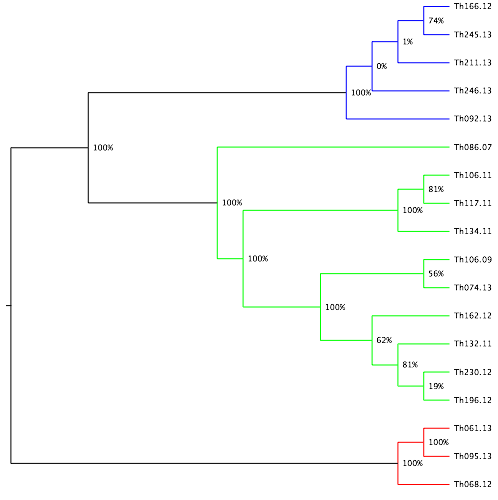 Th166.12
74%
Th245.13
1%
Th211.13
0%
Th246.13
100%
Th092.13
100%
Th086.07
Th106.11
81%
100%
Th117.11
100%
Th134.11
100%
Th106.09
56%
Th074.13
100%
Th162.12
62%
Th132.11
81%
Th230.12
19%
Th196.12
Th061.13
100%
Th095.13
100%
Th068.12